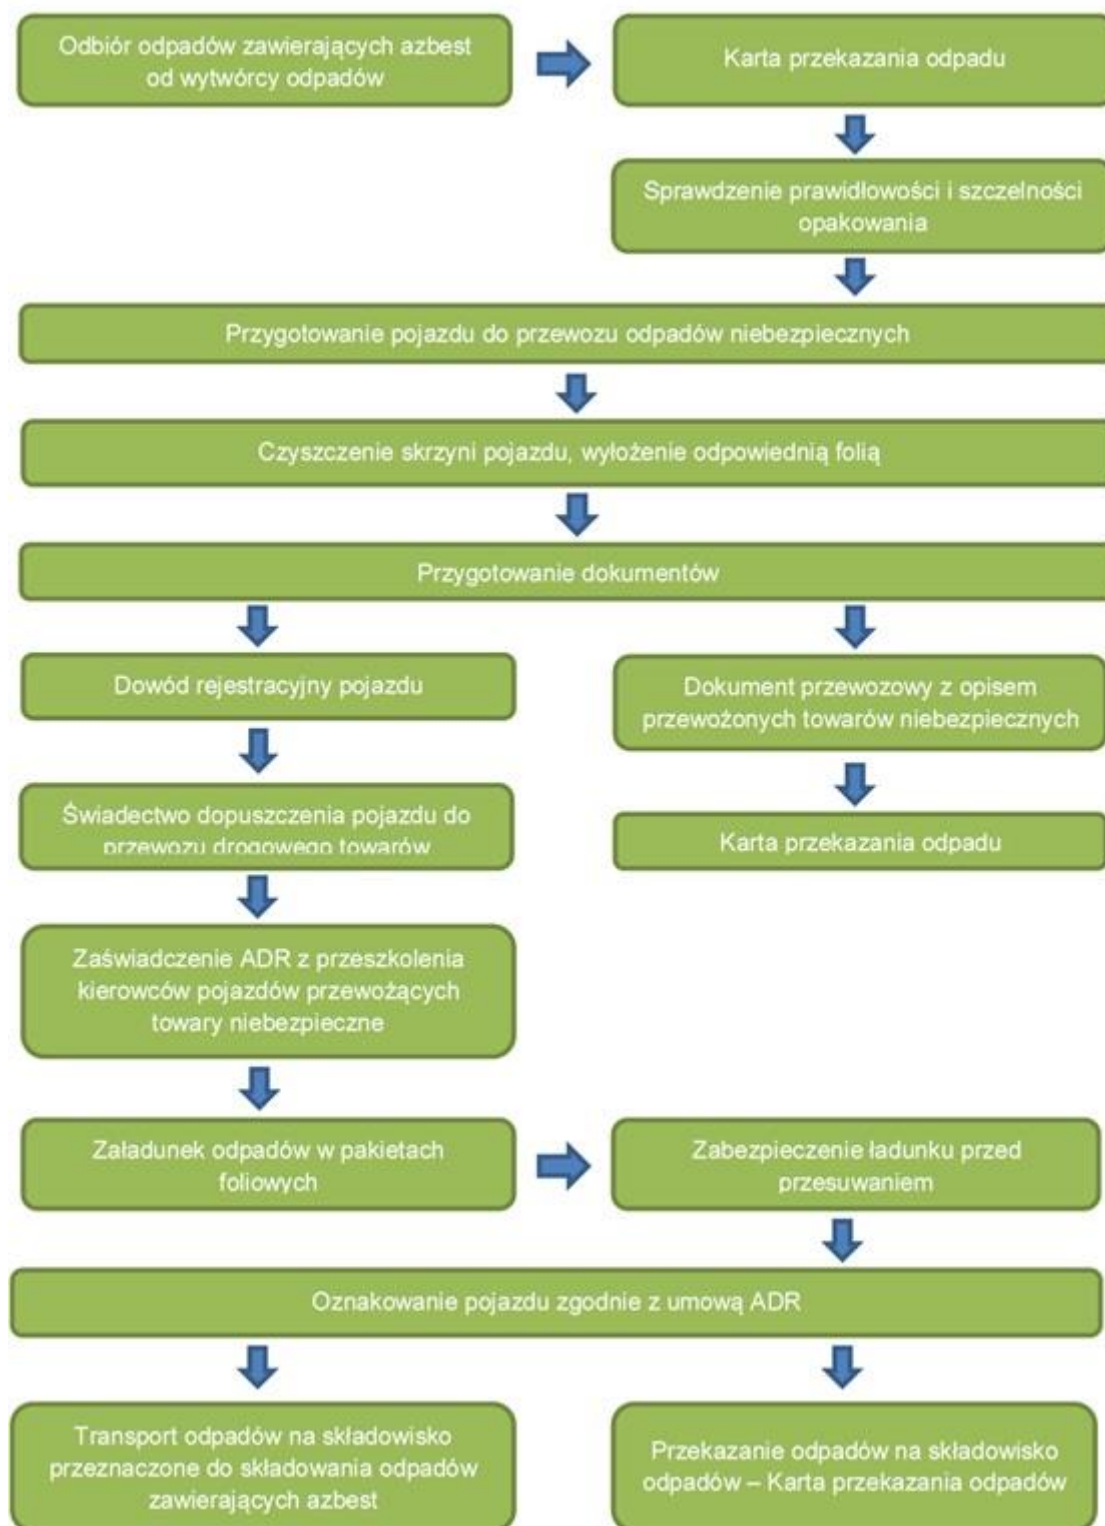 Odbiór odpadów zawierających azbest
od wytwórcy odpadów
Karta przekazania odpadu
Sprawdzenie prawidłowości i szczelności
opakowania
Przygotowanie pojazdu do przewozu odpadów niebezpiecznych
Czyszczenie skrzyni pojazdu, wyłożenie odpowiednią folią
Przygotowanie dokumentów
Dowód rejestracyjny pojazdu
Dokument przewozowy z opisem
przewożonych towarów niebezpiecznych
Świadectwo dopuszczenia pojazdu do
przewozu drogowego towarów
Karta przekazania odpadu
Zaświadczenie ADR z przeszkolenia
kierowców pojazdów przewożących
towary niebezpieczne
Załadunek odpadów w pakietach
foliowych
Zabezpieczenie ładunku przed
przesuwaniem
Oznakowanie pojazdu zgodnie z umową ADR
Transport odpadów na składowisko
przeznaczone do składowania odpadów
zawierających azbest
Przekazanie odpadów na składowisko
odpadów – Karta przekazania odpadów